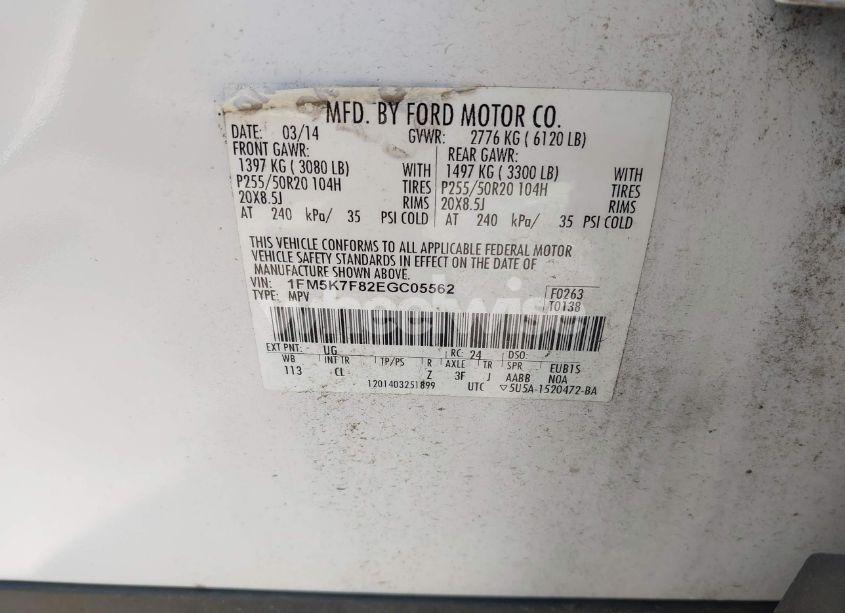 MFD. BY FORD MOTOR CO.
DATE: 03/14 GVWR: 2776 KG ( 6120 LB)
FRONT GAWR: REAR GAWR:
1397 KG ( 3080 LB) WITH 1497 KG ( 3300 LB) WITH
P255/50R20 104H TIRES P255/50R20 104H TIRES
20X8.5J RIMS 20X8.5J RIMS
AT 240 kPa/ 35 PSI COLD AT 240 kPa/ 35 PSI COLD
THIS VEHICLE CONFORMS TO ALL APPLICABLE FEDERAL MOTOR
VEHICLE SAFETY STANDARDS IN EFFECT ON THE DATE OF
MANUFACTURE SHOWN ABOVE.
VIN: 1FM5K7F82EGC05562 F0263
TYPE: MPV T0138
wheelwise
EXT PNT: UG RC: 24 DSO:
WB INT TR TP/PS R AXLE TR SPR EUB1S
113 CL Z 3F J AABB NOA
1201403251899 UTC ▽5U5A-1520472-BA